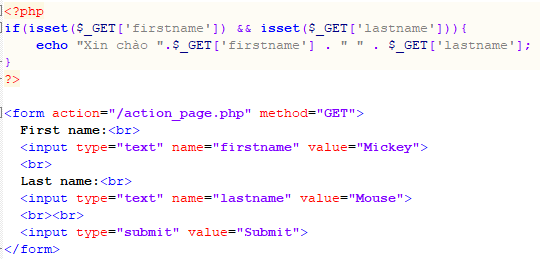 <?php
if(isset($_GET['firstname']) && isset($_GET['lastname'])){
    echo "Xin chào ".$_GET['firstname'] . " " . $_GET['lastname'];
}
?>

<form action="/action_page.php" method="GET">
  First name:<br>
  <input type="text" name="firstname" value="Mickey">
  <br>
  Last name:<br>
  <input type="text" name="lastname" value="Mouse">
  <br><br>
  <input type="submit" value="Submit">
</form>